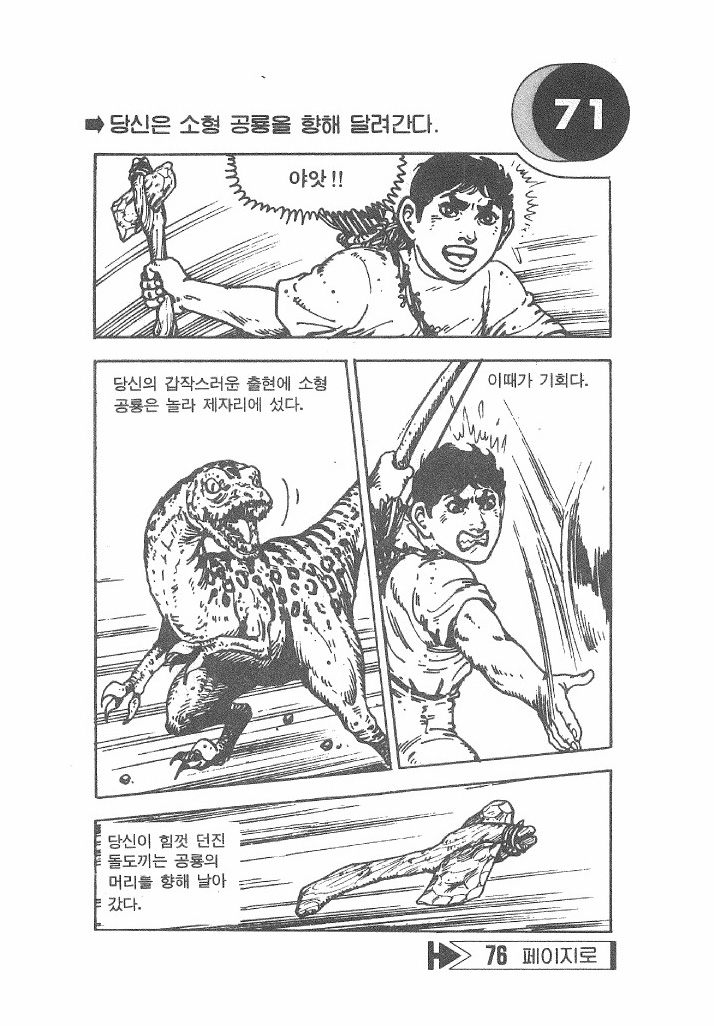 71
➡ 당신은 소형 공룡을 향해 달려간다.
야앗!!
당신의 갑작스러운 출현에 소형
공룡은 놀라 제자리에 섰다.
이때가 기회다.
당신이 힘껏 던진
돌도끼는 공룡의
머리를 향해 날아
갔다.
76 페이지로